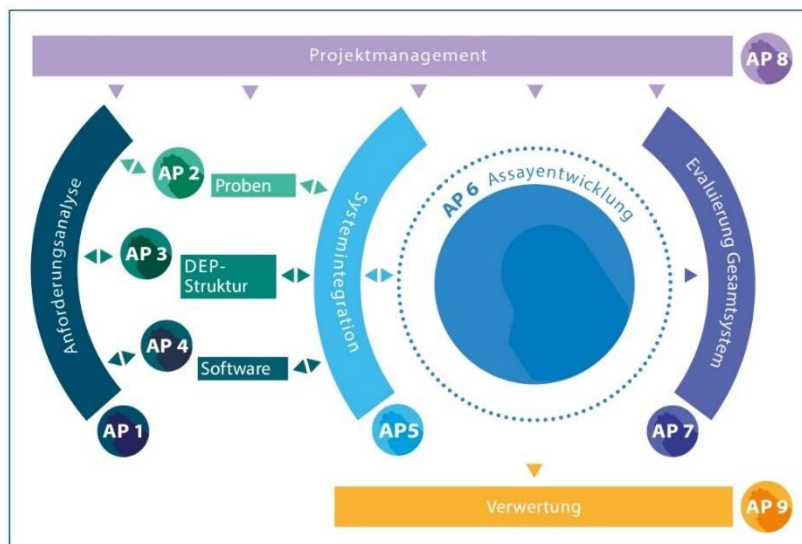 Projektmanagement
AP 8
Anforderungsanalyse
AP 1
AP 2
Proben
AP 3
DEP-
Struktur
AP 4
Software
Systemintegration
AP5
AP 6 Assayentwicklung
Evaluierung Gesamtsystem
AP 7
Verwertung
AP 9